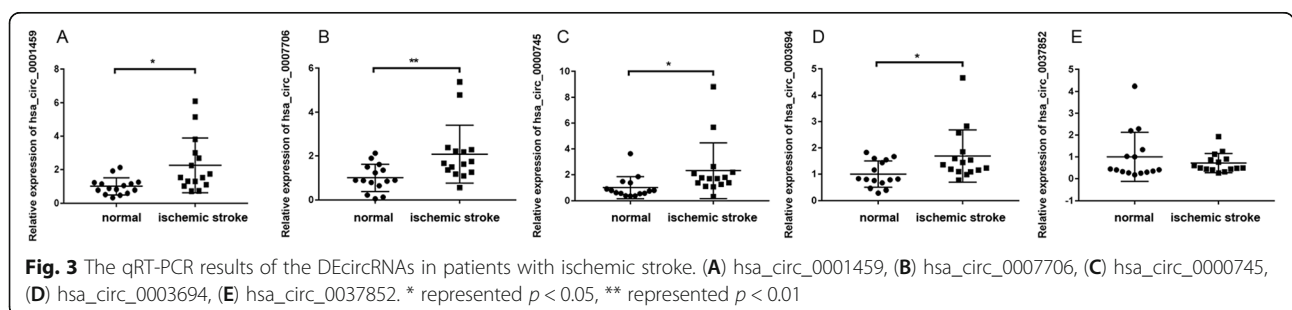 A
Relative expression of hsa_circ_0001459
8
6
4
2
0
*
normal ischemic stroke
B
Relative expression of hsa_circ_0007706
6
4
2
0
**
normal ischemic stroke
C
Relative expression of hsa_circ_0000745
10
8
6
4
2
0
*
normal ischemic stroke
D
Relative expression of hsa_circ_0003694
5
4
3
2
1
0
*
normal ischemic stroke
E
Relative expression of hsa_circ_0037852
5
4
3
2
1
0
-1
normal ischemic stroke
Fig. 3 The qRT-PCR results of the DEcircRNAs in patients with ischemic stroke. (A) hsa_circ_0001459, (B) hsa_circ_0007706, (C) hsa_circ_0000745,
(D) hsa_circ_0003694, (E) hsa_circ_0037852. * represented p < 0.05, ** represented p < 0.01